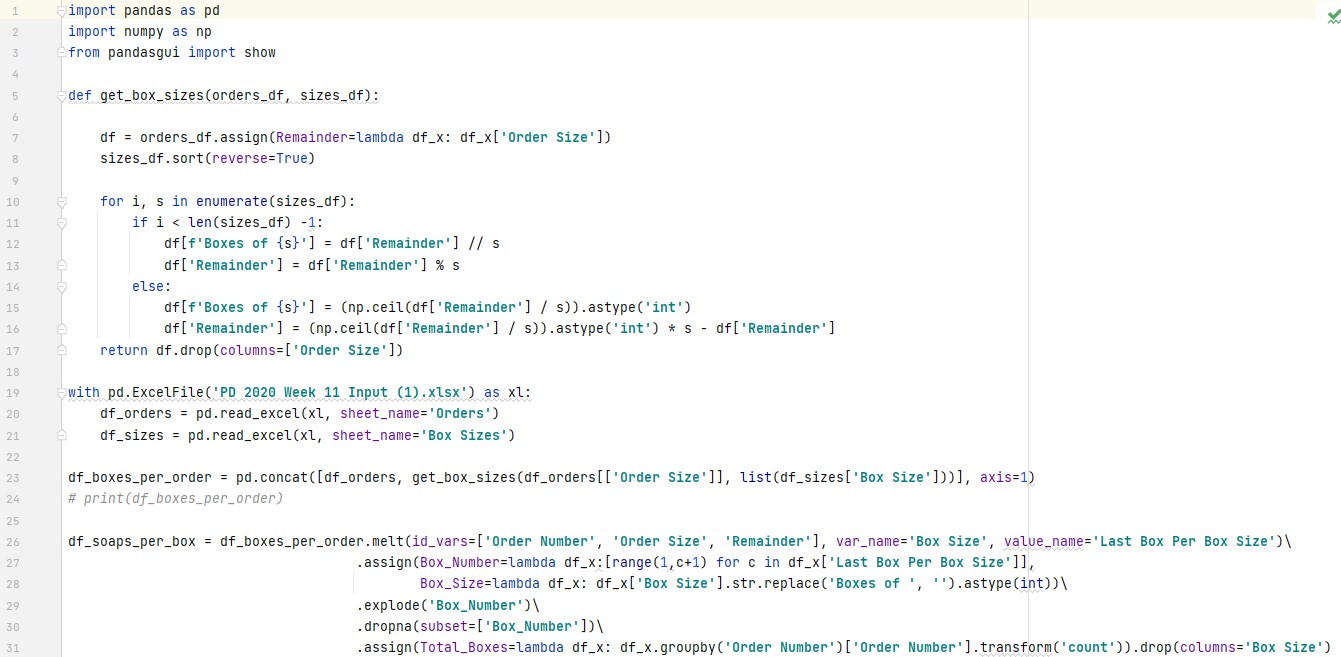 1 import pandas as pd
2 import numpy as np
3 from pandasgui import show
4
5 def get_box_sizes(orders_df, sizes_df):
6
7     df = orders_df.assign(Remainder=lambda df_x: df_x['Order Size'])
8     sizes_df.sort(reverse=True)
9
10     for i, s in enumerate(sizes_df):
11         if i < len(sizes_df) -1:
12             df[f'Boxes of {s}'] = df['Remainder'] // s
13             df['Remainder'] = df['Remainder'] % s
14         else:
15             df[f'Boxes of {s}'] = (np.ceil(df['Remainder'] / s)).astype('int')
16             df['Remainder'] = (np.ceil(df['Remainder'] / s)).astype('int') * s - df['Remainder']
17     return df.drop(columns=['Order Size'])
18
19 with pd.ExcelFile('PD 2020 Week 11 Input (1).xlsx') as xl:
20     df_orders = pd.read_excel(xl, sheet_name='Orders')
21     df_sizes = pd.read_excel(xl, sheet_name='Box Sizes')
22
23 df_boxes_per_order = pd.concat([df_orders, get_box_sizes(df_orders[['Order Size']], list(df_sizes['Box Size']))], axis=1)
24 # print(df_boxes_per_order)
25
26 df_soaps_per_box = df_boxes_per_order.melt(id_vars=['Order Number', 'Order Size', 'Remainder'], var_name='Box Size', value_name='Last Box Per Box Size')\
27                                     .assign(Box_Number=lambda df_x:[range(1,c+1) for c in df_x['Last Box Per Box Size']],
28                                             Box_Size=lambda df_x: df_x['Box Size'].str.replace('Boxes of ', '').astype(int))\
29                                     .explode('Box_Number')\
30                                     .dropna(subset=['Box_Number'])\
31                                     .assign(Total_Boxes=lambda df_x: df_x.groupby('Order Number')['Order Number'].transform('count')).drop(columns='Box Size')